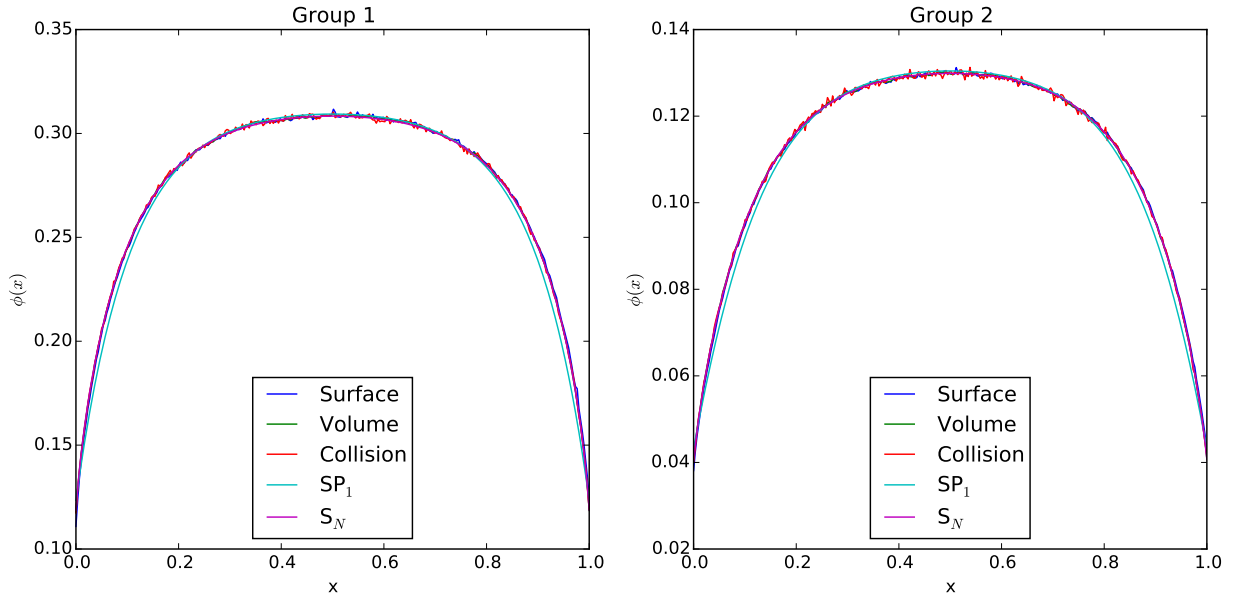 Group 1
0.35
0.30
0.25
0.20
0.15
0.10
ϕ(x)
0.0 0.2 0.4 0.6 0.8 1.0
x
Surface
Volume
Collision
SP₁
S_N
Group 2
0.14
0.12
0.10
0.08
0.06
0.04
0.02
ϕ(x)
0.0 0.2 0.4 0.6 0.8 1.0
x
Surface
Volume
Collision
SP₁
S_N